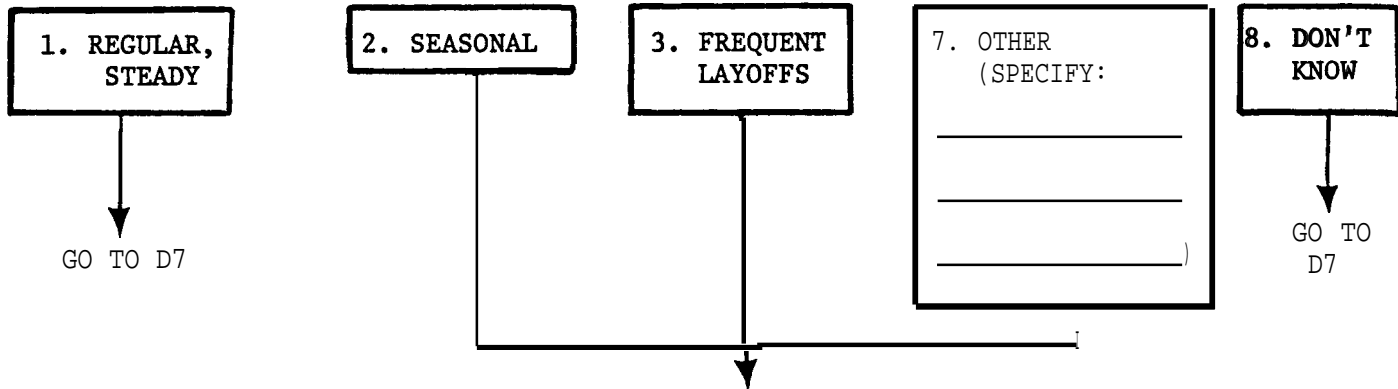 1. REGULAR,
STEADY
2. SEASONAL
3. FREQUENT
LAYOFFS
7. OTHER
(SPECIFY:
)
8. DON'T
KNOW
GO TO D7
GO TO
D7